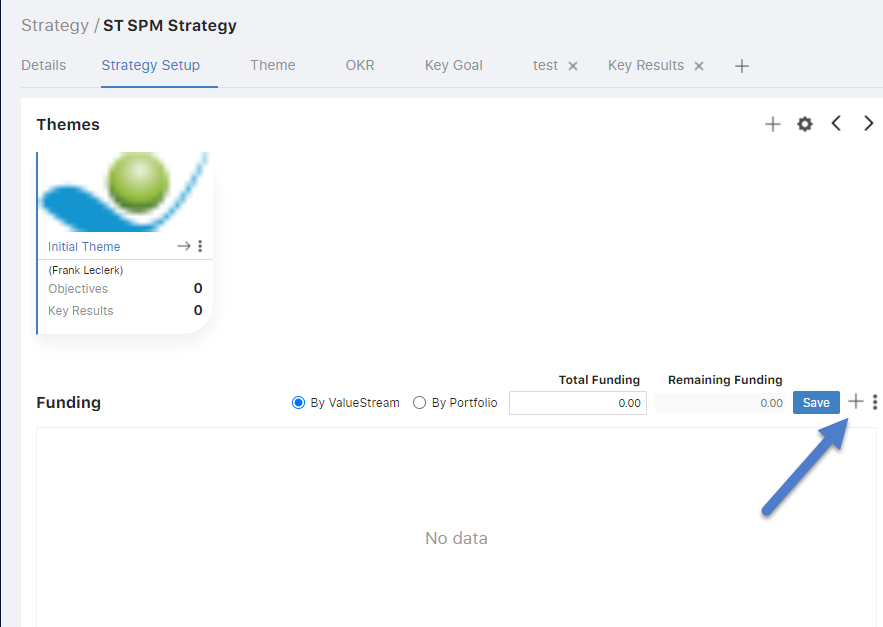 Strategy / ST SPM Strategy
Details Strategy Setup Theme OKR Key Goal test Key Results
Themes
Initial Theme
(Frank Leclerk)
Objectives 0
Key Results 0
Total Funding Remaining Funding
Funding By ValueStream By Portfolio 0.00 0.00 Save
No data